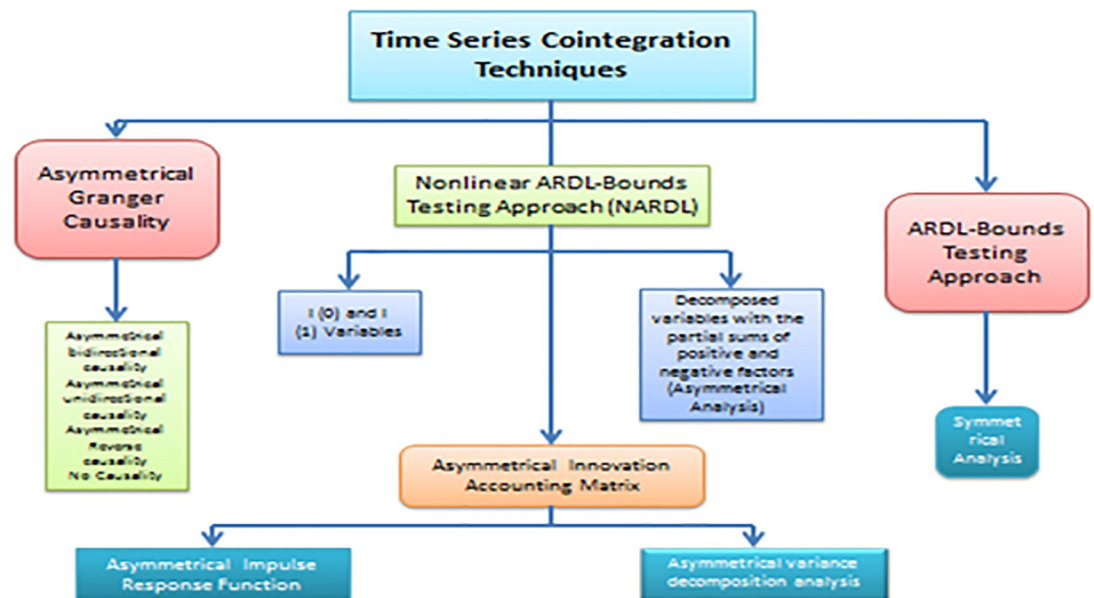 Time Series Cointegration
Techniques
Asymmetrical
Granger
Causality
Nonlinear ARDL-Bounds
Testing Approach (NARDL)
ARDL-Bounds
Testing
Approach
I (0) and I
(1) Variables
Decomposed
variables with the
partial sums of
positive and
negative factors
(Asymmetrical
Analysis)
Asymmetrical
bidirectional
causality
Asymmetrical
unidirectional
causality
Asymmetrical
Reverse
causality
No Causality
Symmet
rical
Analysis
Asymmetrical Innovation
Accounting Matrix
Asymmetrical Impulse
Response Function
Asymmetrical variance
decomposition analysis